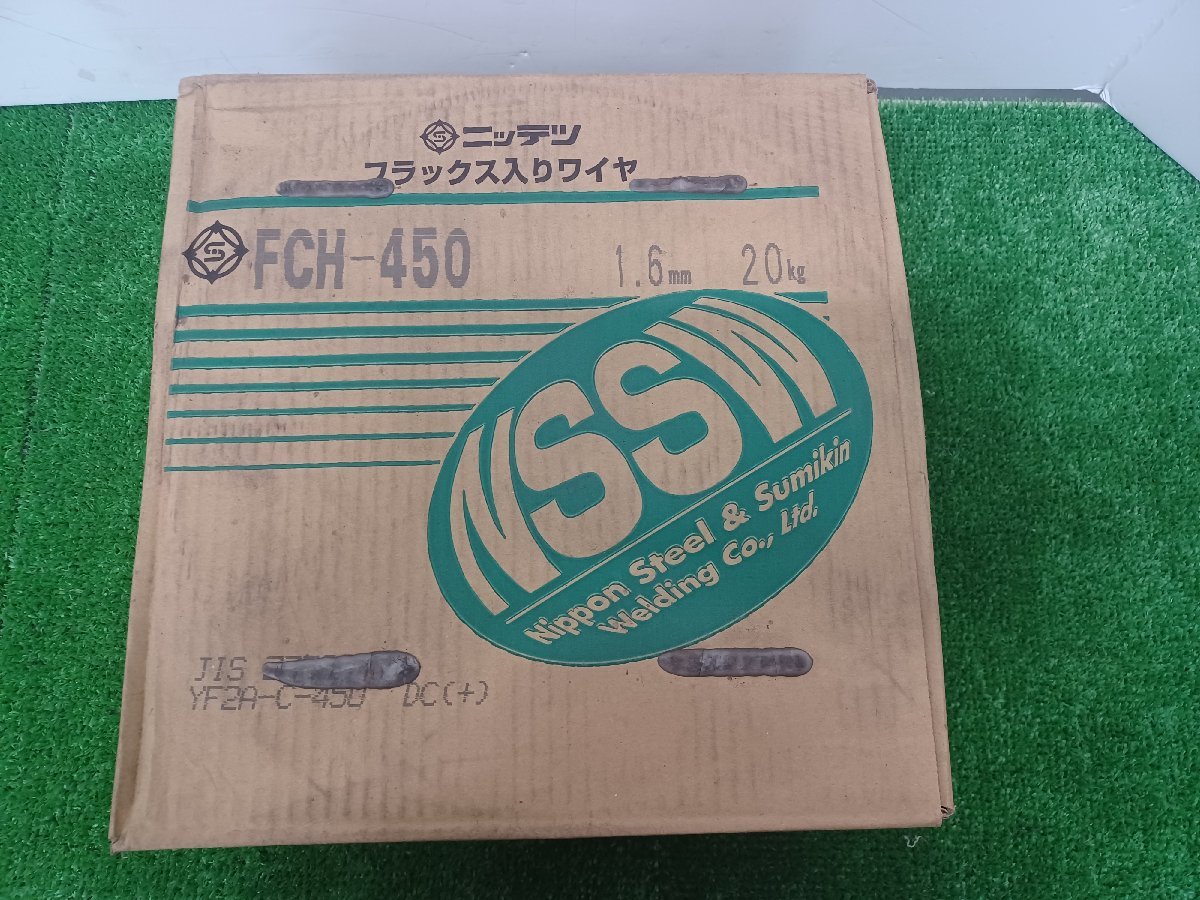 ニッテツ
フラックス入りワイヤ
FCH-450 1.6mm 20kg
NSSW
Nippon Steel & Sumikin
Welding Co., Ltd.
JIS
YF2A-C-450 DC(+)